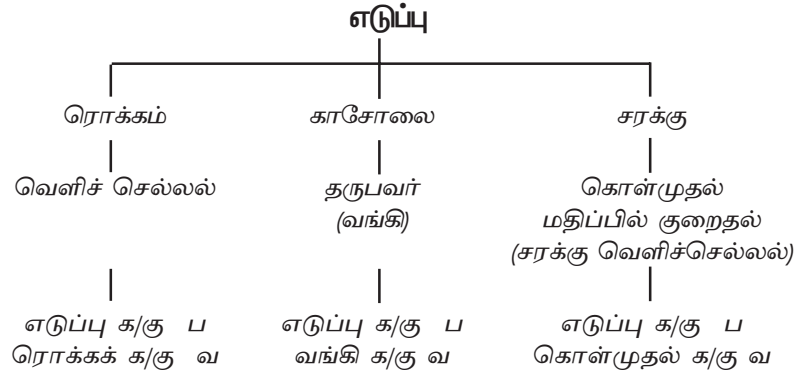 எடுப்பு
ரொக்கம் காசோலை சரக்கு
வெளிச் செல்லல் தருபவர் கொள்முதல்
(வங்கி) மதிப்பில் குறைதல்
(சரக்கு வெளிச்செல்லல்)
எடுப்பு க/கு ப எடுப்பு க/கு ப எடுப்பு க/கு ப
ரொக்கக் க/கு வ வங்கி க/கு வ கொள்முதல் க/கு வ